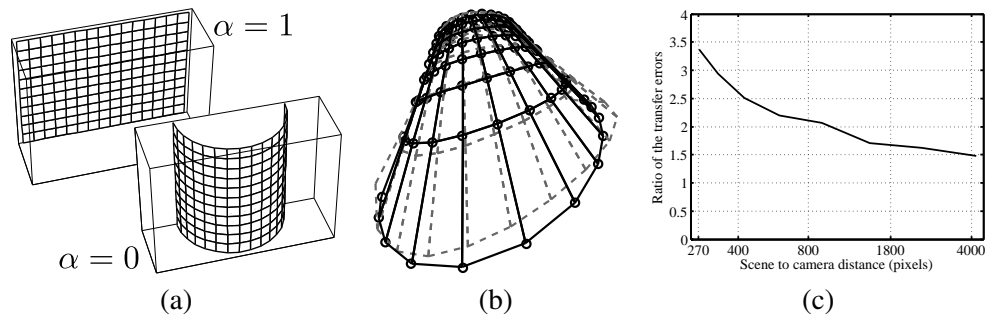 α = 1
α = 0
(a)
(b)
Ratio of the transfer errors
4
3.5
3
2.5
2
1.5
1
0.5
0
270 400 800 1800 4000
Scene to camera distance (pixels)
(c)